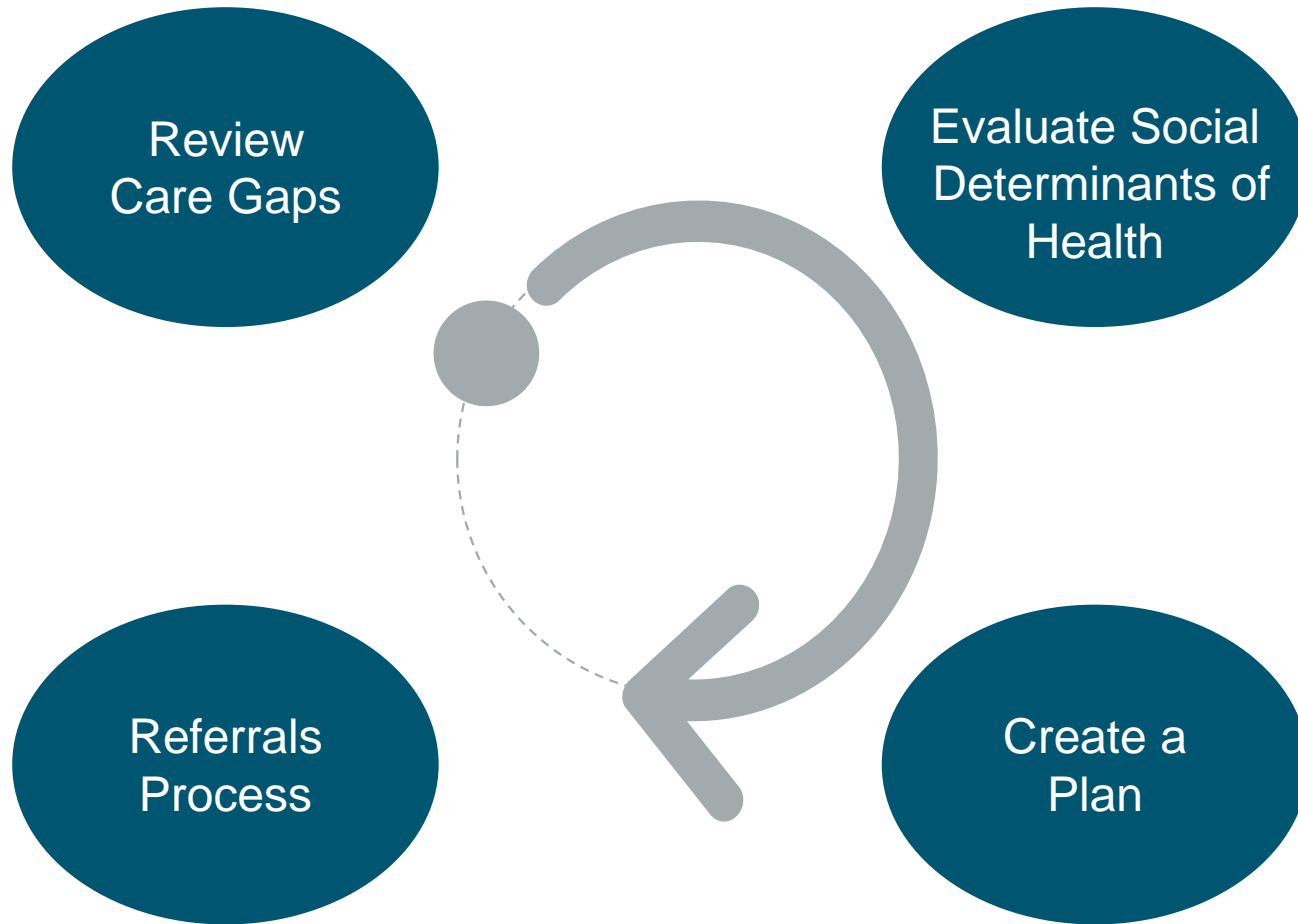 Review
Care Gaps
Evaluate Social
Determinants of
Health
Referrals
Process
Create a
Plan